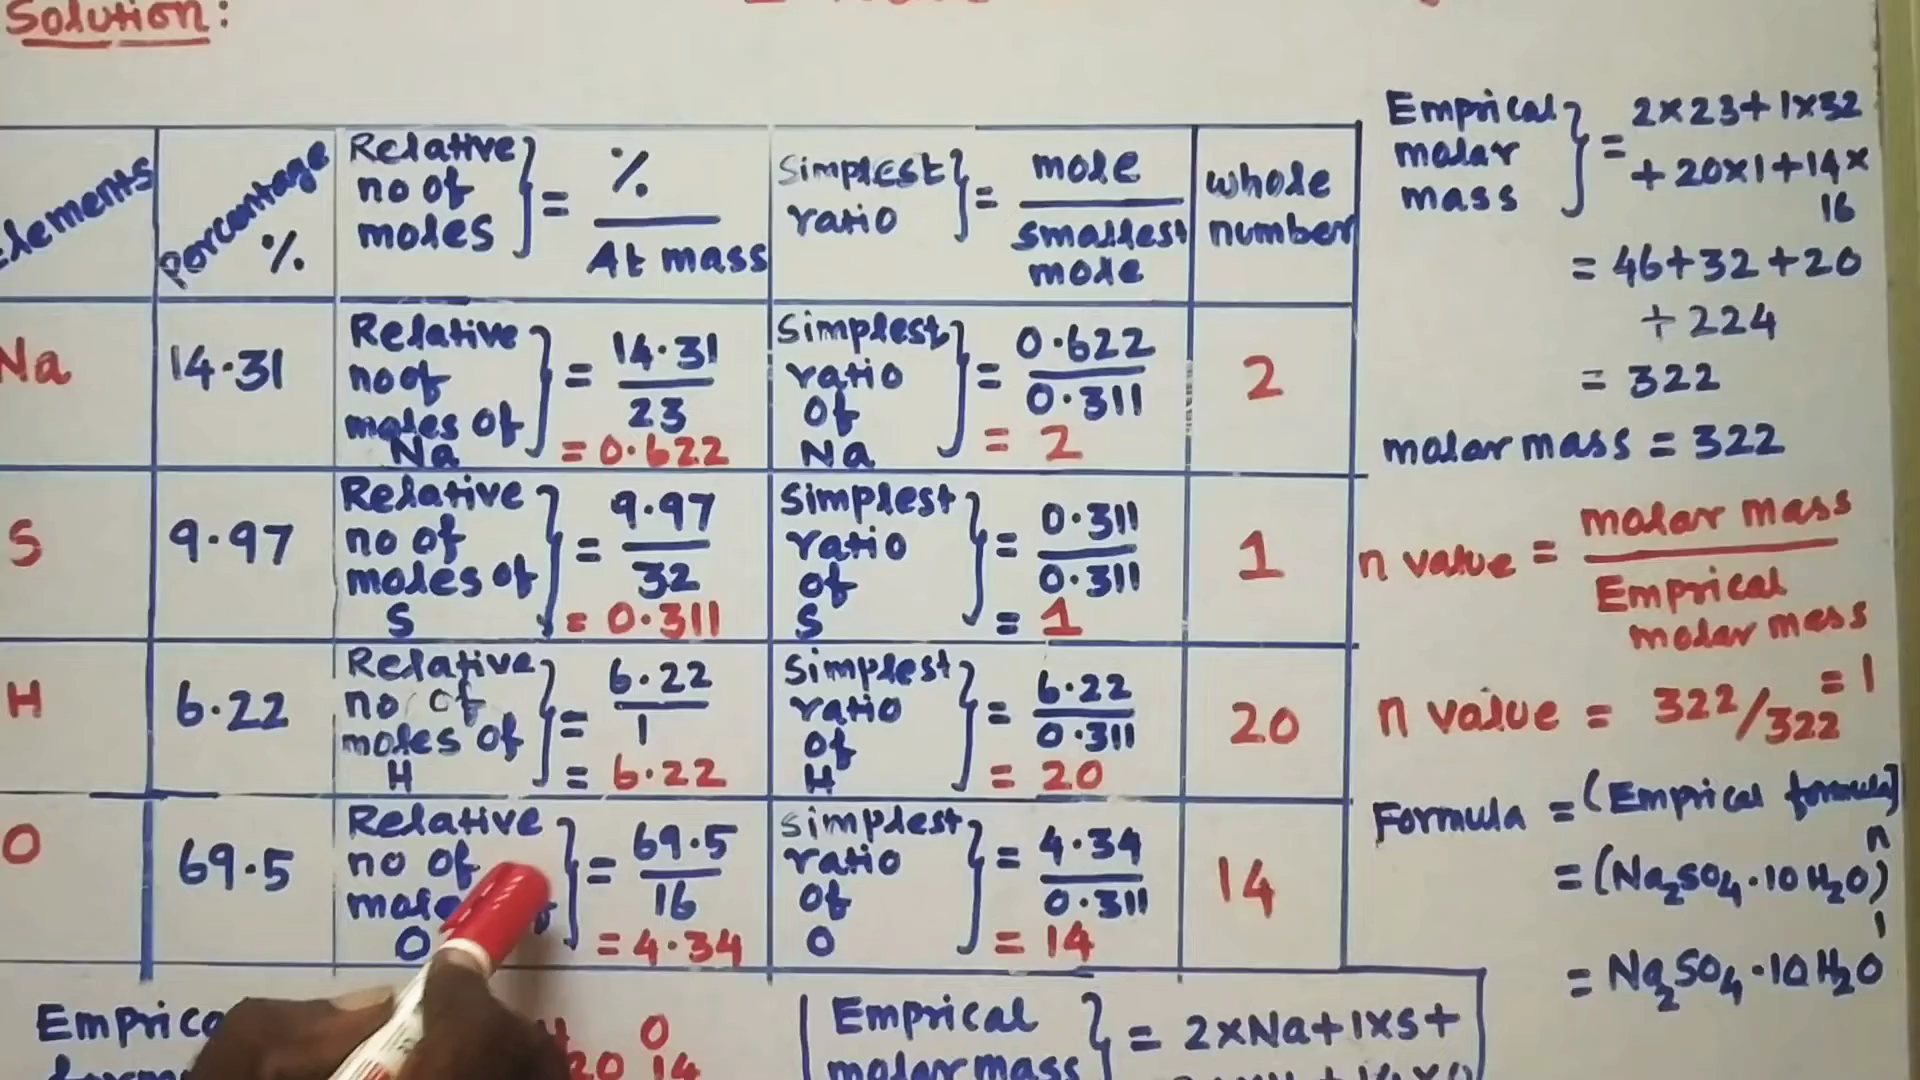 Solution:
Elements
Porcentage %
Relative no of moles } = % / At mass
Simplest ratio } = mole / smallest mole
whole number
Na
14.31
Relative no of moles of Na } = 14.31 / 23
= 0.622
Simplest ratio of Na } = 0.622 / 0.311
= 2
2
S
9.97
Relative no of moles of S } = 9.97 / 32
= 0.311
Simplest ratio of S } = 0.311 / 0.311
= 1
1
H
6.22
Relative no of moles of H } = 6.22 / 1
= 6.22
Simplest ratio of H } = 6.22 / 0.311
= 20
20
O
69.5
Relative no of O } = 69.5 / 16
= 4.34
Simplest ratio of O } = 4.34 / 0.311
= 14
14
Emprical molar mass } = 2×23+1×32
+20×1+14×
16
= 46+32+20
+224
= 322
molar mass = 322
n value = molar mass / Emprical molar mass
n value = 322/322 = 1
Formula = (Emprical formula)n
= (Na2SO4.10H2O)1
= Na2SO4.10H2O
O
20 14
Emprical
molar mass } = 2×Na+1×S+